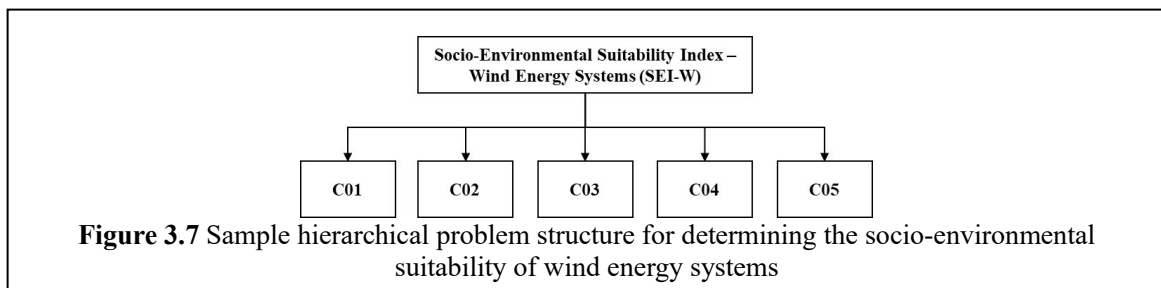 Socio-Environmental Suitability Index –
Wind Energy Systems (SEI-W)
C01
C02
C03
C04
C05
Figure 3.7 Sample hierarchical problem structure for determining the socio-environmental
suitability of wind energy systems